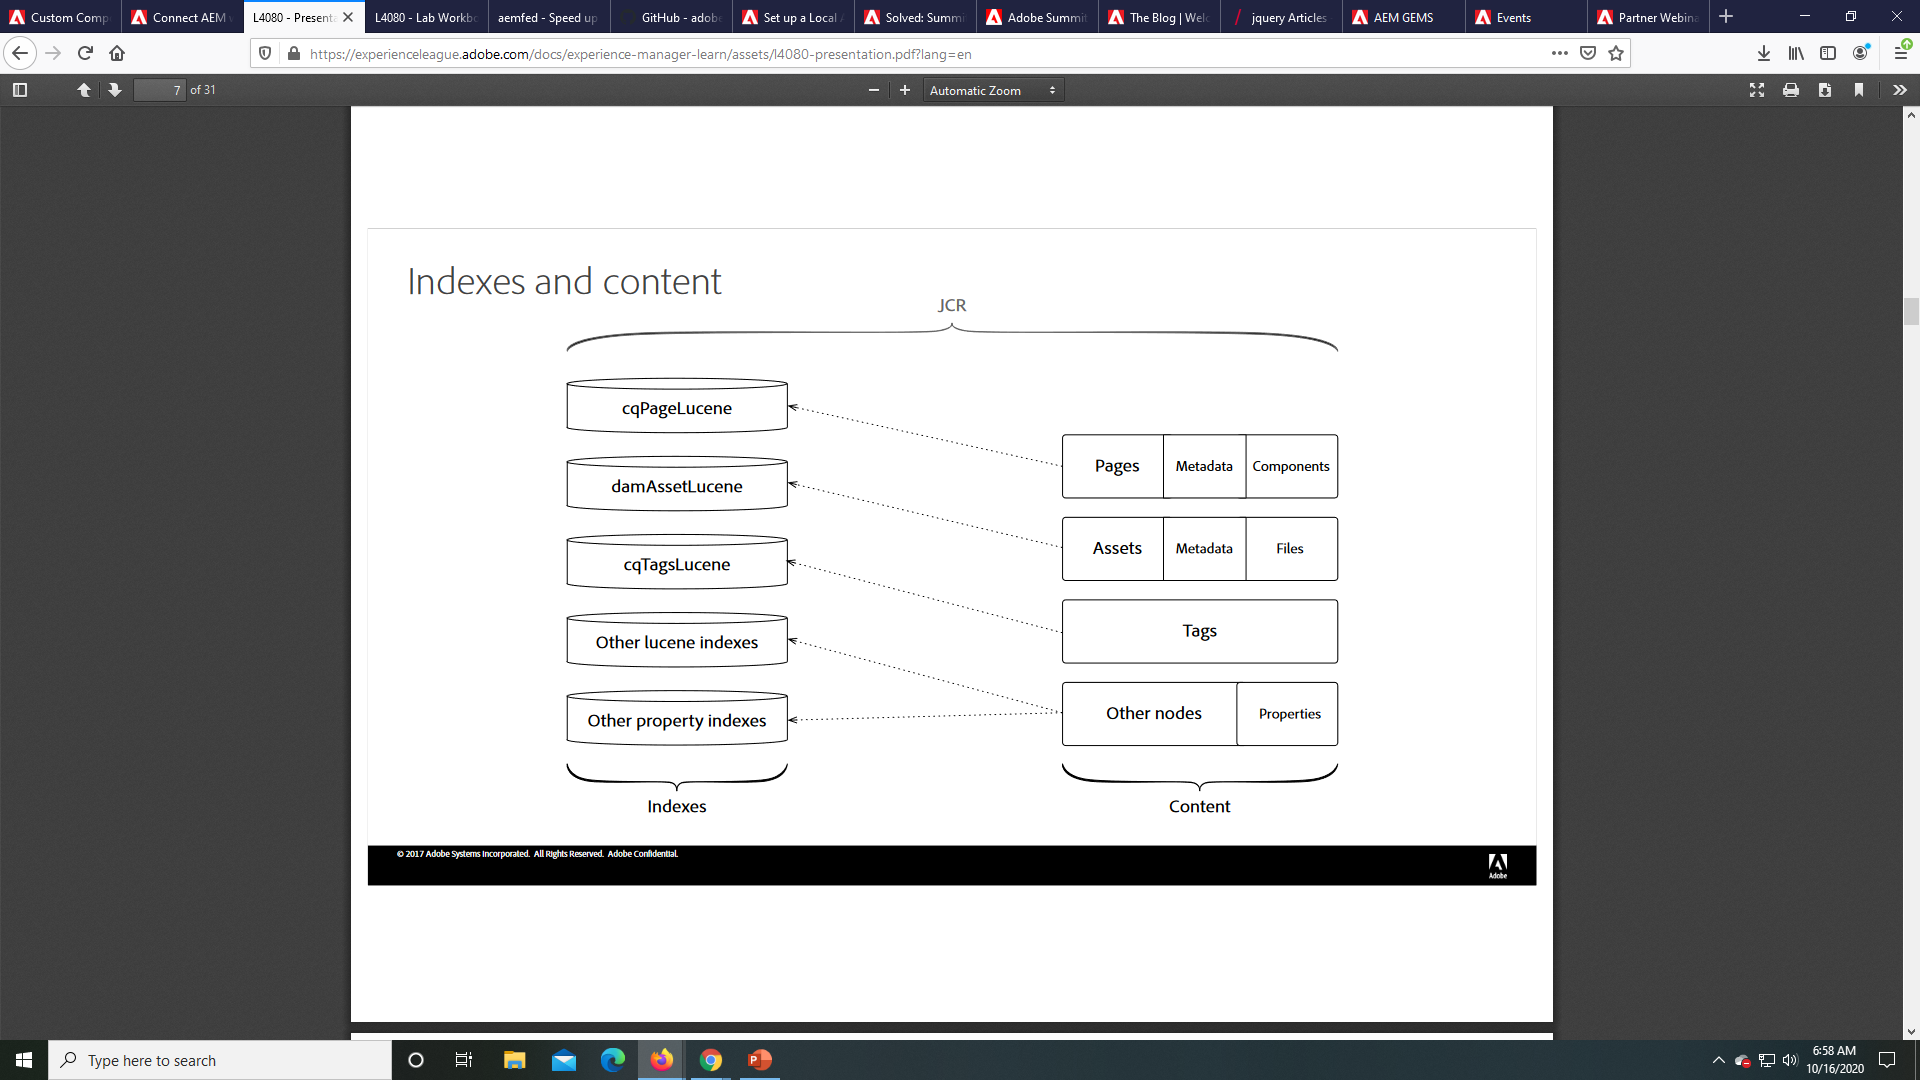 Custom Comp
Connect AEM
L4080 - Present
L4080 - Lab Workb
aemfed - Speed up
GitHub - adob
Set up a Local
Solved: Summi
Adobe Summit
The Blog | Welc
jquery Articles
AEM GEMS
Events
Partner Webina
https://experienceleague.adobe.com/docs/experience-manager-learn/assets/l4080-presentation.pdf?lang=en
7 of 31
Automatic Zoom
Indexes and content
JCR
cqPageLucene
damAssetLucene
cqTagsLucene
Other lucene indexes
Other property indexes
Indexes
Pages Metadata Components
Assets Metadata Files
Tags
Other nodes Properties
Content
© 2017 Adobe Systems Incorporated. All Rights Reserved. Adobe Confidential.
Adobe
Type here to search
6:58 AM
10/16/2020